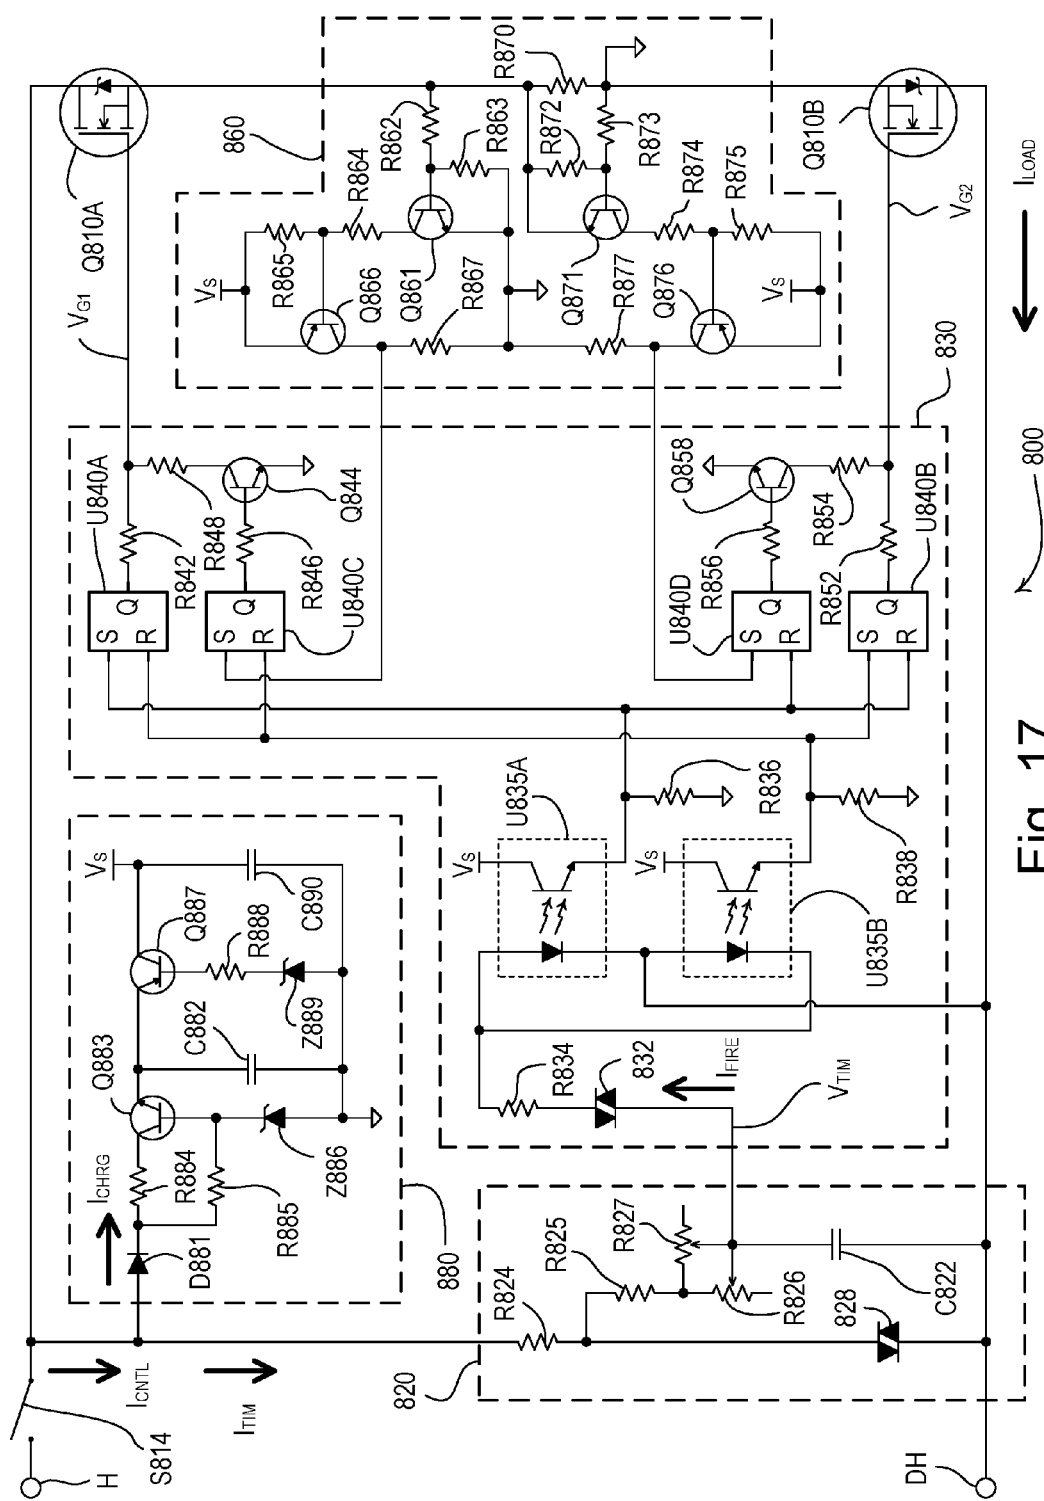 Q810A
860
R870
R862
R863
R872
R873
R864
R865
VS
R874
R875
Q810B
VG1
Q866
Q861
R867
Q871
R877
Q876
VS
VG2
ILOAD
U840A
R842
R848
Q844
R846
U840C
S
R
Q
S
R
Q
Q858
U840D
R856
R854
R852
U840B
S
R
Q
S
R
Q
830
800
VS
Q887
R888
C890
Z889
C882
Q883
ICHRG
R884
R885
Z886
D881
880
U835A
VS
R836
VS
R838
U835B
R834
832
IFIRE
VTIM
R824
R825
R827
R826
828
C822
820
ICNTL
ITIM
S814
H
DH
Fig. 17